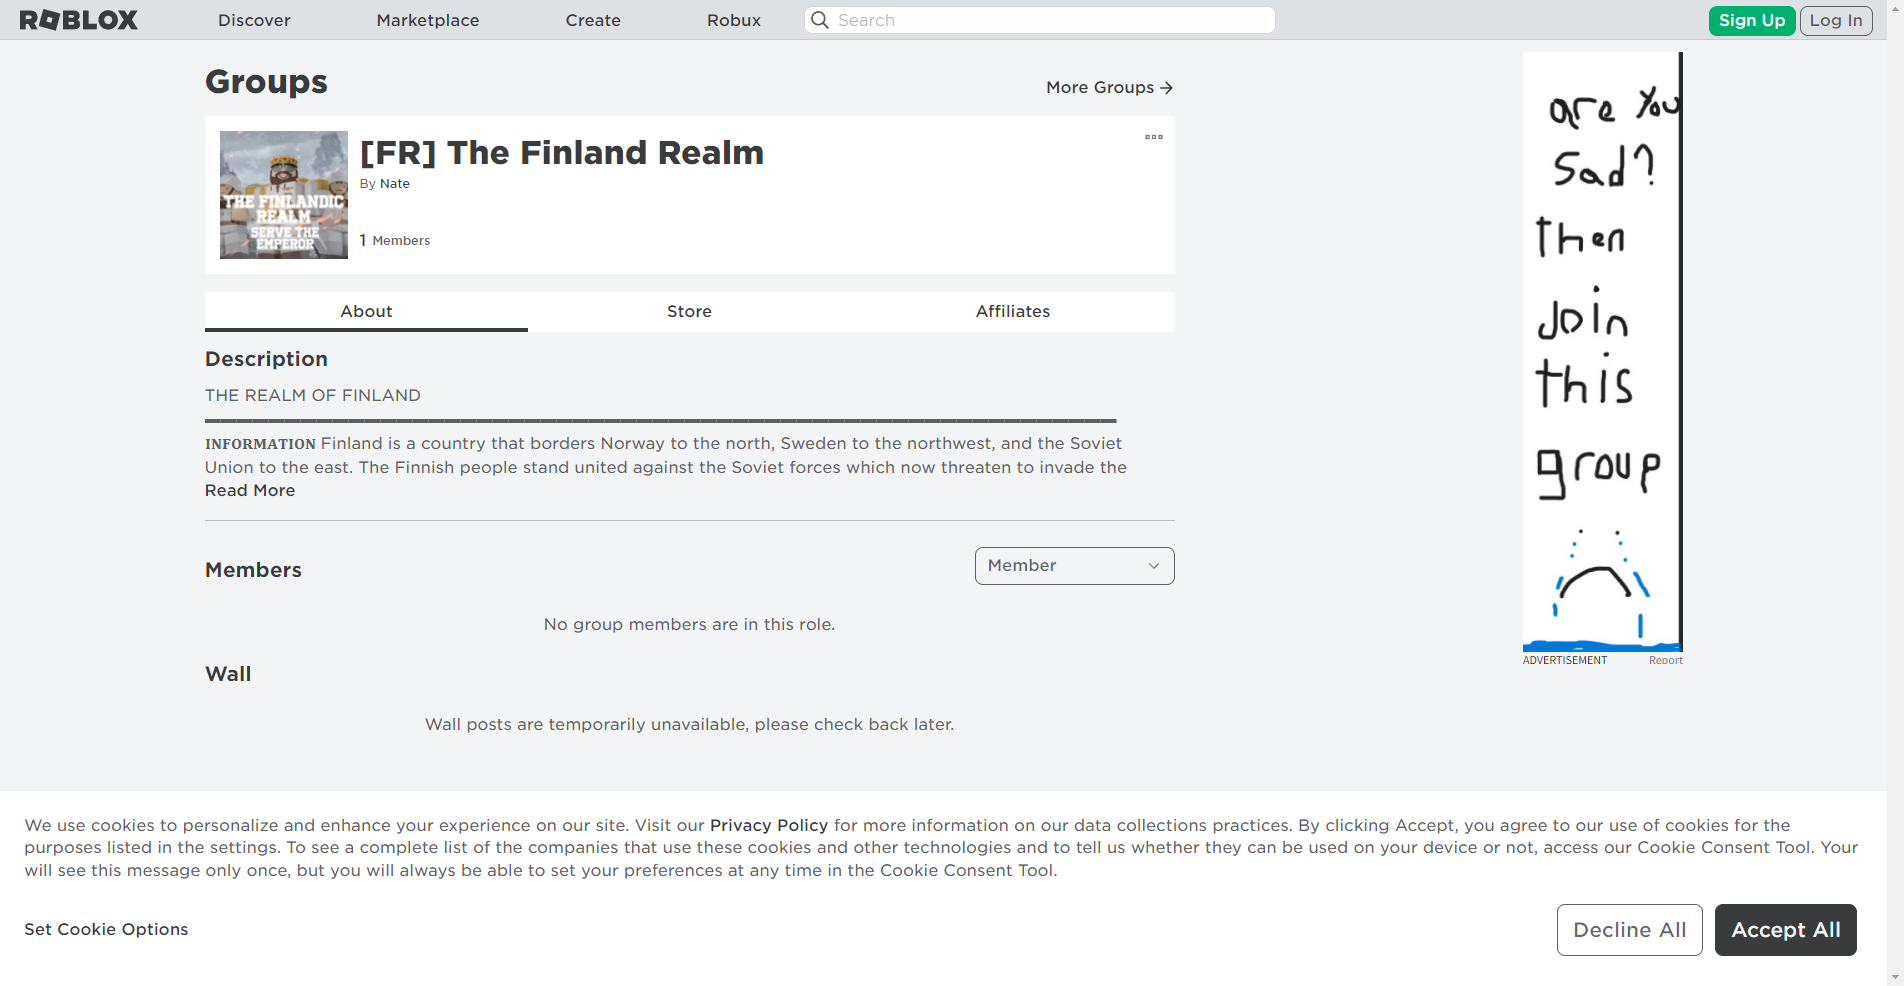 ROBLOX
Discover
Marketplace
Create
Robux
Search
Sign Up
Log In
Groups
More Groups
THE FINLANDIC
REALM
SERVE THE
EMPEROR
[FR] The Finland Realm
By Nate
1 Members
About
Store
Affiliates
Description
THE REALM OF FINLAND
INFORMATION Finland is a country that borders Norway to the north, Sweden to the northwest, and the Soviet
Union to the east. The Finnish people stand united against the Soviet forces which now threaten to invade the
Read More
Members
Member
No group members are in this role.
Wall
Wall posts are temporarily unavailable, please check back later.
are You
Sad?
then
Join
this
group
ADVERTISEMENT
Report
We use cookies to personalize and enhance your experience on our site. Visit our Privacy Policy for more information on our data collections practices. By clicking Accept, you agree to our use of cookies for the
purposes listed in the settings. To see a complete list of the companies that use these cookies and other technologies and to tell us whether they can be used on your device or not, access our Cookie Consent Tool. Your
will see this message only once, but you will always be able to set your preferences at any time in the Cookie Consent Tool.
Set Cookie Options
Decline All
Accept All